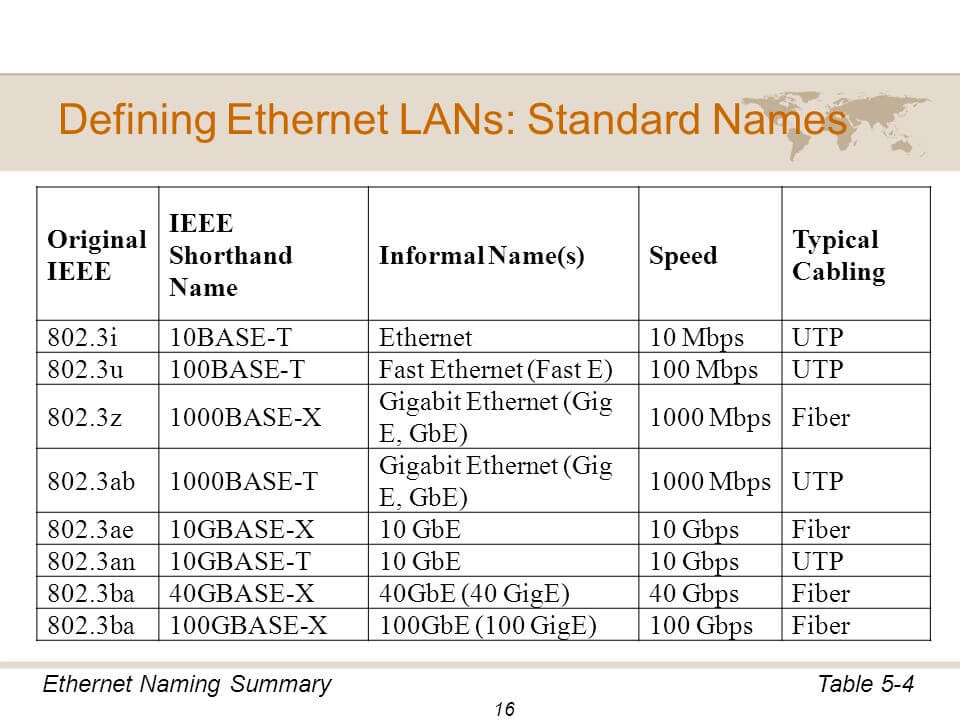 Defining Ethernet LANs: Standard Names
Original IEEE
IEEE Shorthand Name
Informal Name(s)
Speed
Typical Cabling
802.3i 10BASE-T Ethernet 10 Mbps UTP
802.3u 100BASE-T Fast Ethernet (Fast E) 100 Mbps UTP
802.3z 1000BASE-X Gigabit Ethernet (Gig E, GbE) 1000 Mbps Fiber
802.3ab 1000BASE-T Gigabit Ethernet (Gig E, GbE) 1000 Mbps UTP
802.3ae 10GBASE-X 10 GbE 10 Gbps Fiber
802.3an 10GBASE-T 10 GbE 10 Gbps UTP
802.3ba 40GBASE-X 40GbE (40 GigE) 40 Gbps Fiber
802.3ba 100GBASE-X 100GbE (100 GigE) 100 Gbps Fiber
Ethernet Naming Summary Table 5-4
16